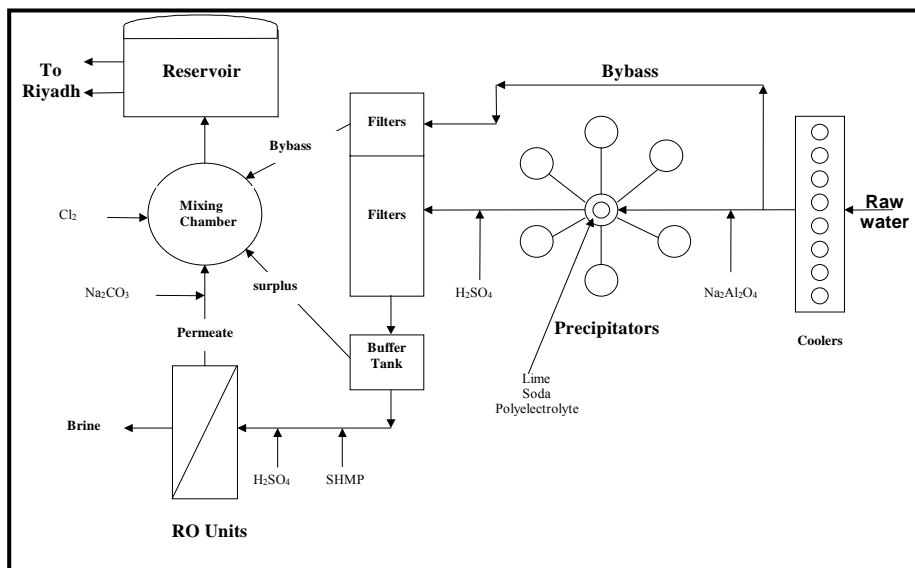 To
Riyadh
Reservoir
Bybass
Filters
Bybass
Raw
water
Cl2
Mixing
Chamber
Filters
Na2CO3
surplus
H2SO4
Na2Al2O4
Precipitators
Coolers
Permeate
Buffer
Tank
Lime
Soda
Polyelectrolyte
Brine
H2SO4
SHMP
RO Units